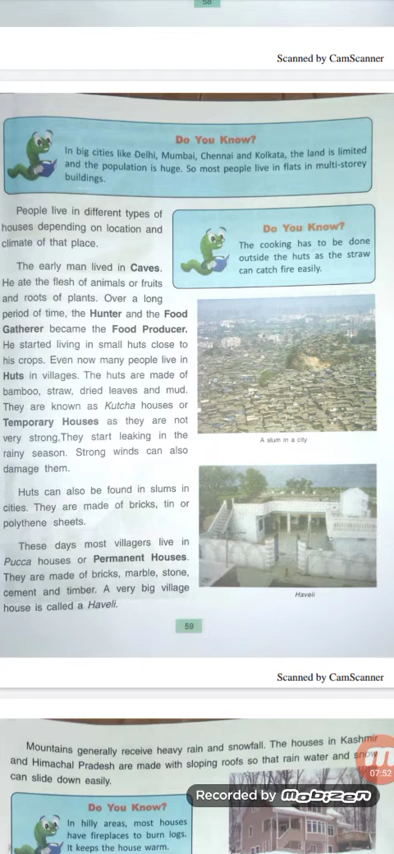 58
Scanned by CamScanner
Do You Know?
In big cities like Delhi, Mumbai, Chennai and Kolkata, the land is limited
and the population is huge. So most people live in flats in multi-storey
buildings.
People live in different types of
houses depending on location and
climate of that place.
Do You Know?
The cooking has to be done
outside the huts as the straw
can catch fire easily.
The early man lived in Caves.
He ate the flesh of animals or fruits
and roots of plants. Over a long
period of time, the Hunter and the Food
Gatherer became the Food Producer.
He started living in small huts close to
his crops. Even now many people live in
Huts in villages. The huts are made of
bamboo, straw, dried leaves and mud.
They are known as Kutcha houses or
Temporary Houses as they are not
very strong.They start leaking in the
rainy season. Strong winds can also
damage them.
A slum in a city
Huts can also be found in slums in
cities. They are made of bricks, tin or
polythene sheets.
These days most villagers live in
Pucca houses or Permanent Houses.
They are made of bricks, marble, stone,
cement and timber. A very big village
house is called a Haveli.
Haveli
59
Scanned by CamScanner
Mountains generally receive heavy rain and snowfall. The houses in Kashmir
and Himachal Pradesh are made with sloping roofs so that rain water and snow
can slide down easily.
07:52
Recorded by mobizen
Do You Know?
In hilly areas, most houses
have fireplaces to burn logs.
It keeps the house warm.